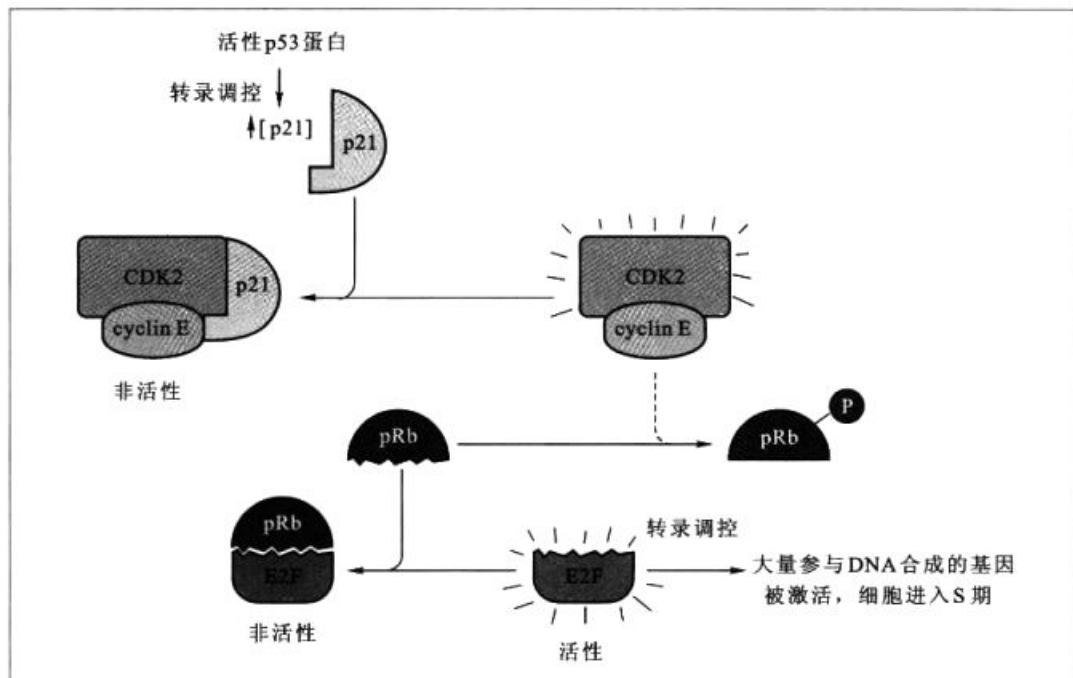 活性p53蛋白
转录调控
[p21]
p21
CDK2
p21
cyclin E
非活性
CDK2
cyclin E
pRb
pRb
P
pRb
E2F
非活性
E2F
活性
转录调控
大量参与DNA合成的基因
被激活，细胞进入S期